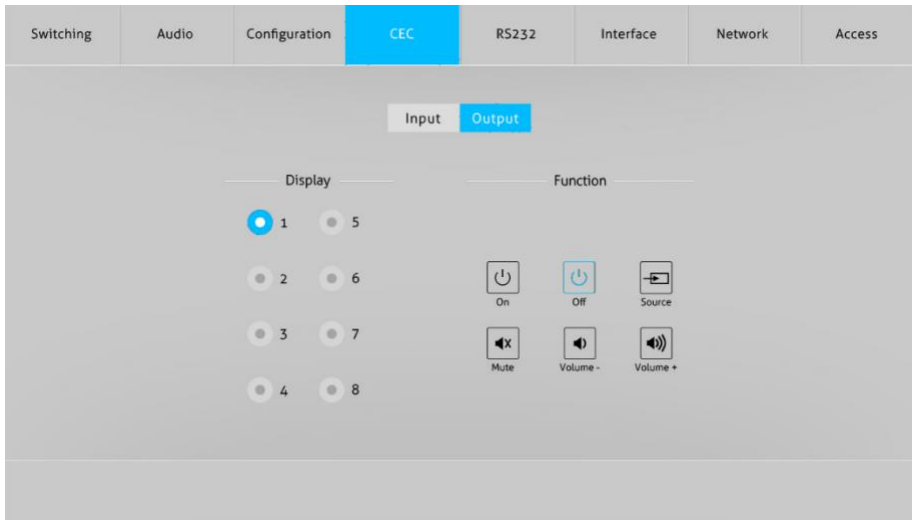 Switching Audio Configuration CEC RS232 Interface Network Access
Input Output
Display Function
1 5
2 6
On Off Source
3 7
Mute Volume - Volume +
4 8